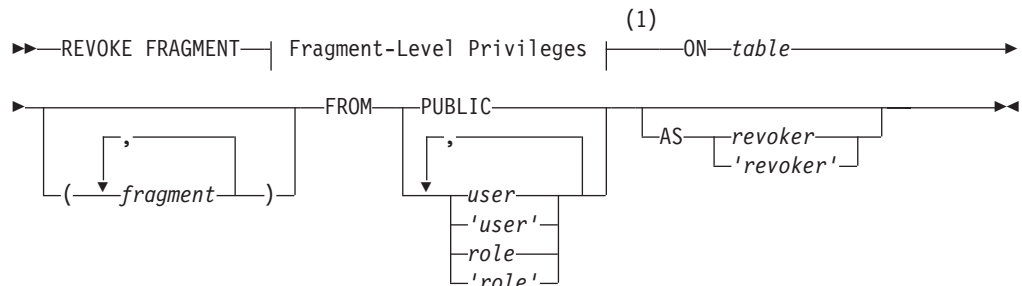 (1)
REVOKE FRAGMENT Fragment-Level Privileges ON table
FROM PUBLIC
, , AS revoker
'revoker'
( fragment ) user
'user'
role
'role'